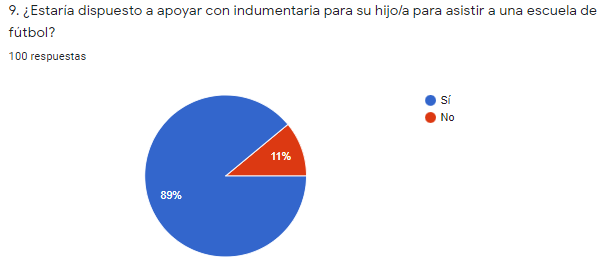 9. ¿Estaría dispuesto a apoyar con indumentaria para su hijo/a para asistir a una escuela de
fútbol?
100 respuestas
Sí
No
11%
89%